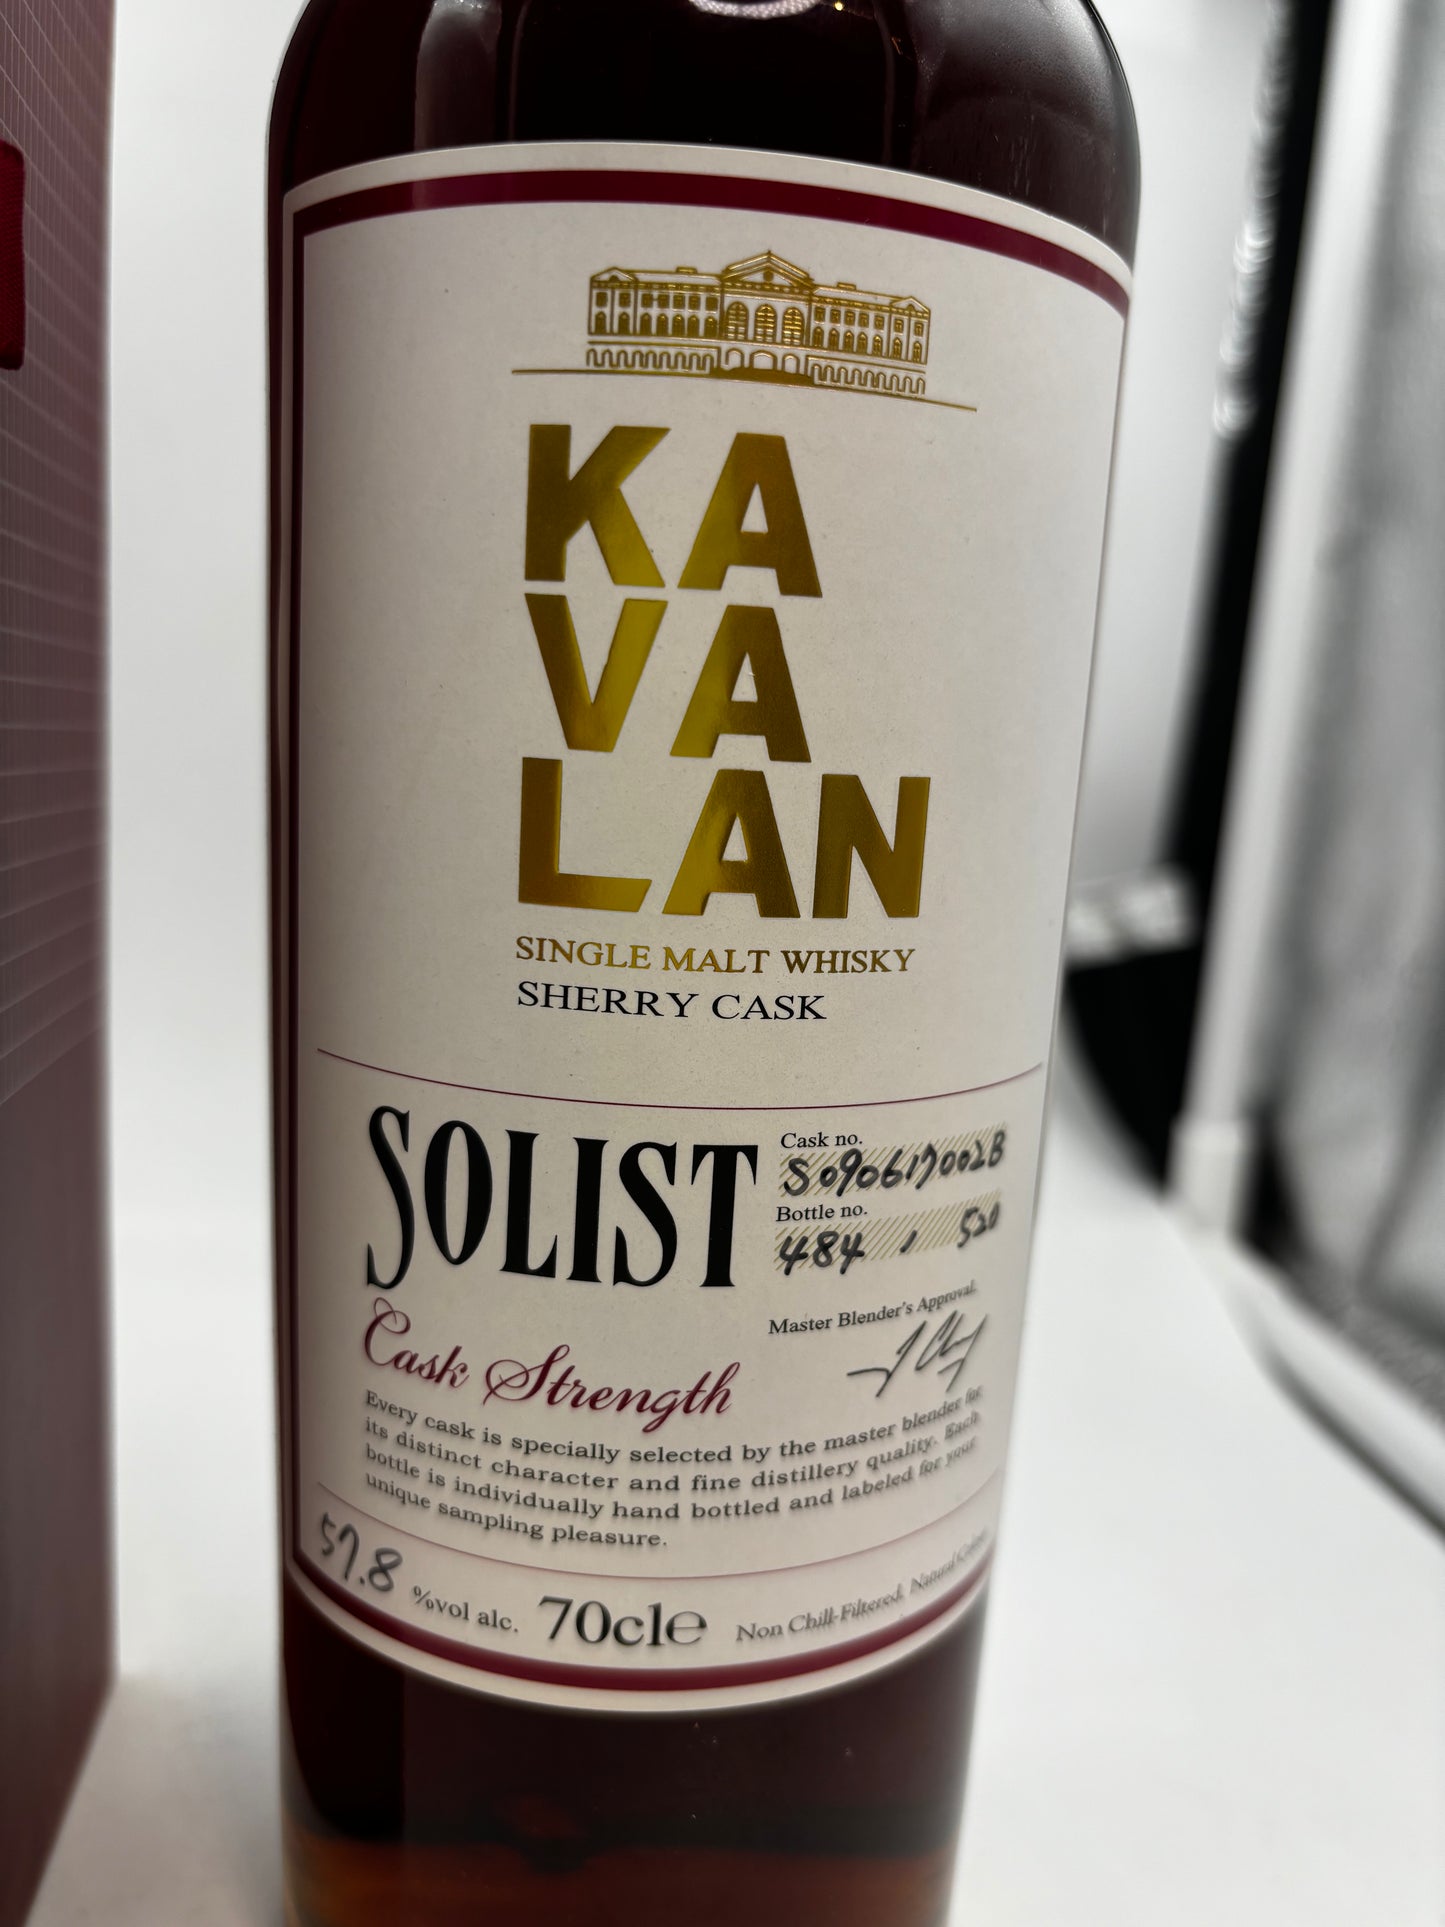 KA
VA
LAN
SINGLE MALT WHISKY
SHERRY CASK
SOLIST
Cask no.
S090617002B
Bottle no.
484 , 520
Master Blender's Approval.
Cask Strength
Every cask is specially selected by the master blender for
its distinct character and fine distillery quality. Each
bottle is individually hand bottled and labeled for your
unique sampling pleasure.
57.8 %vol alc. 70cl℮ Non Chill-Filtered, Natural